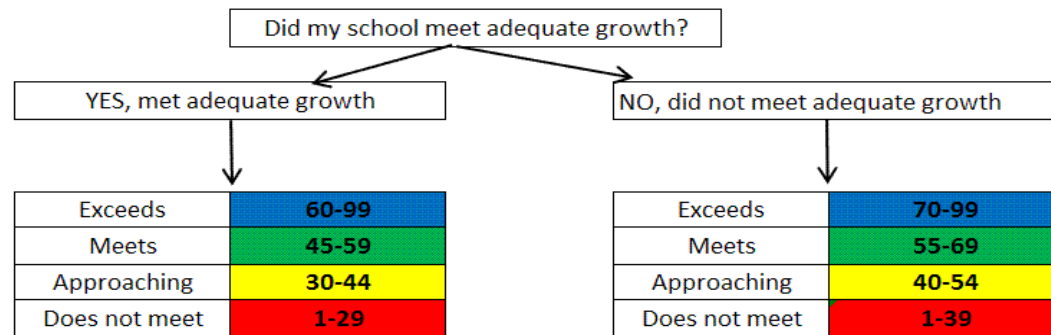 Did my school meet adequate growth?
YES, met adequate growth
NO, did not meet adequate growth
Exceeds 60-99
Meets 45-59
Approaching 30-44
Does not meet 1-29
Exceeds 70-99
Meets 55-69
Approaching 40-54
Does not meet 1-39